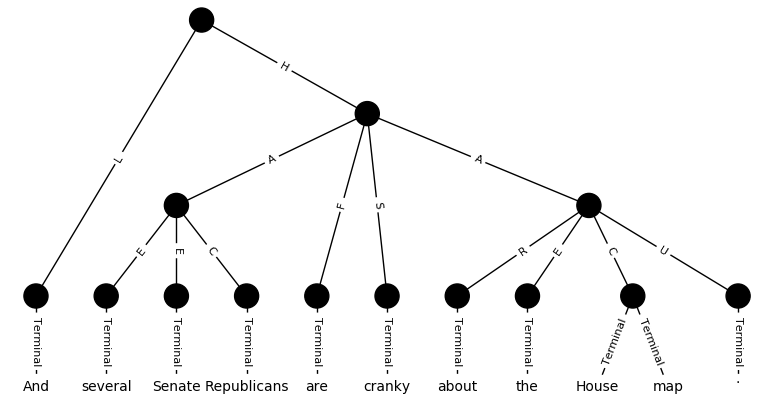 H
L
A
A
F
S
E
E
C
R
E
C
U
Terminal Terminal Terminal Terminal Terminal Terminal Terminal Terminal Terminal Terminal Terminal
And several Senate Republicans are cranky about the House map .